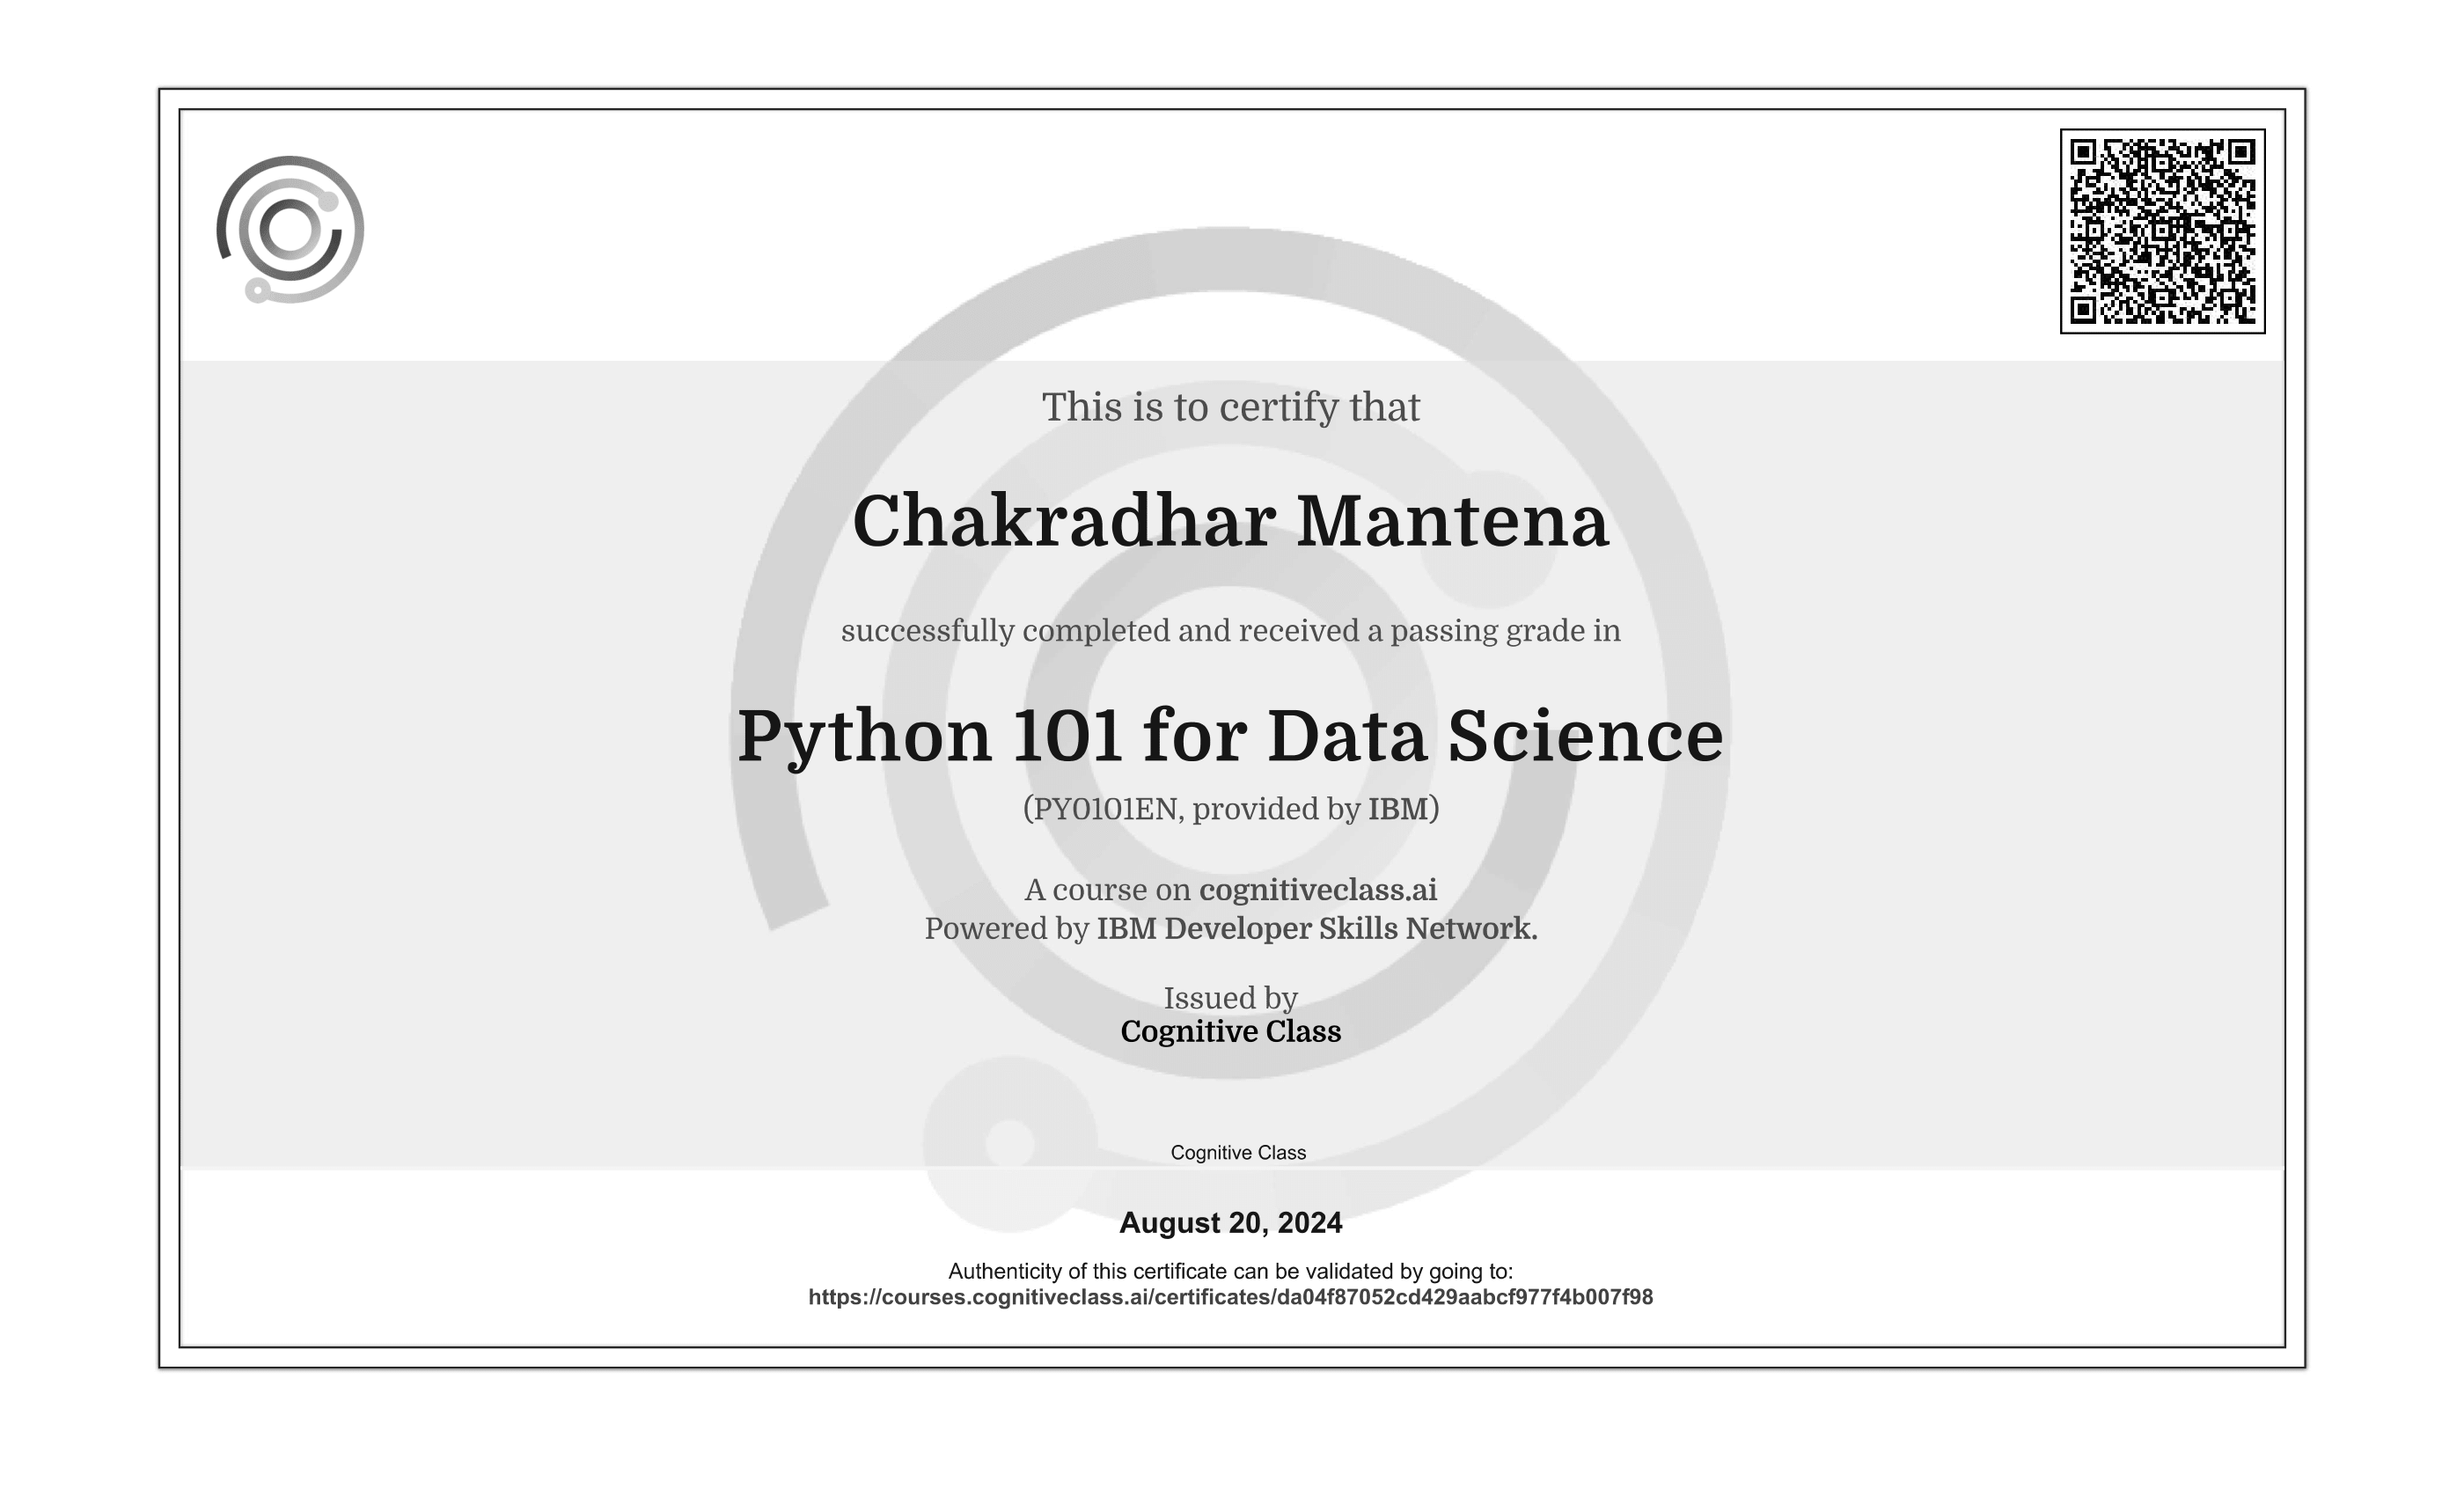 This is to certify that
Chakradhar Mantena
successfully completed and received a passing grade in
Python 101 for Data Science
(PY0101EN, provided by IBM)
A course on cognitiveclass.ai
Powered by IBM Developer Skills Network.
Issued by
Cognitive Class
Cognitive Class
August 20, 2024
Authenticity of this certificate can be validated by going to:
https://courses.cognitiveclass.ai/certificates/da04f87052cd429aabcf977f4b007f98